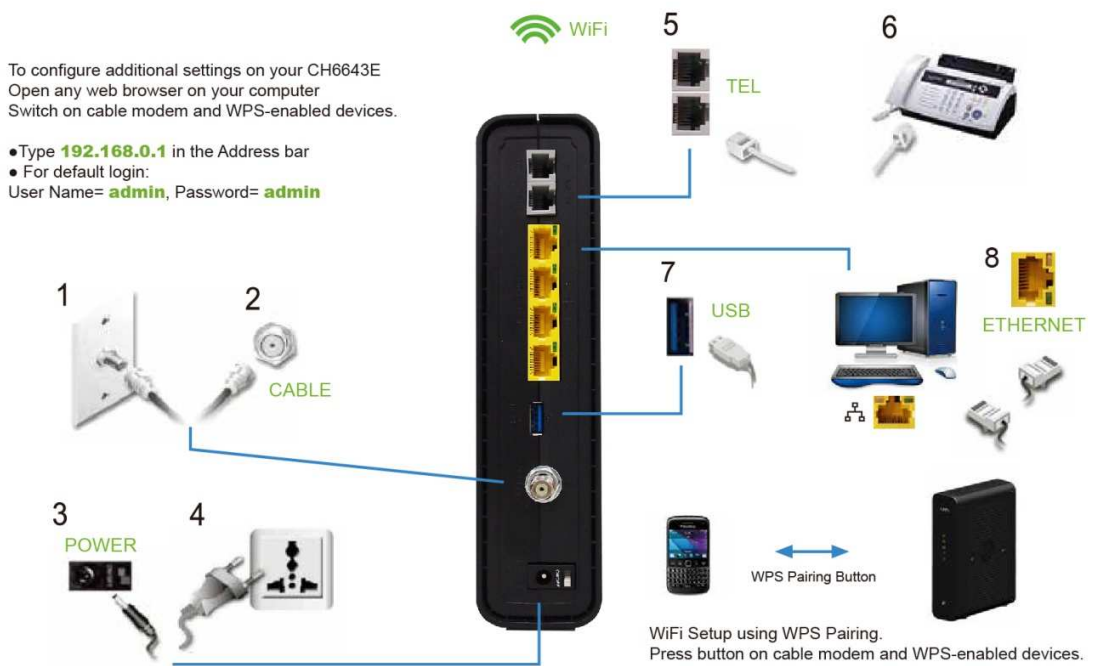 WiFi
To configure additional settings on your CH6643E
Open any web browser on your computer
Switch on cable modem and WPS-enabled devices.
●Type 192.168.0.1 in the Address bar
● For default login:
User Name= admin, Password= admin
5
TEL
6
1
2
CABLE
7
USB
8
ETHERNET
3
POWER
4
WPS Pairing Button
WiFi Setup using WPS Pairing.
Press button on cable modem and WPS-enabled devices.